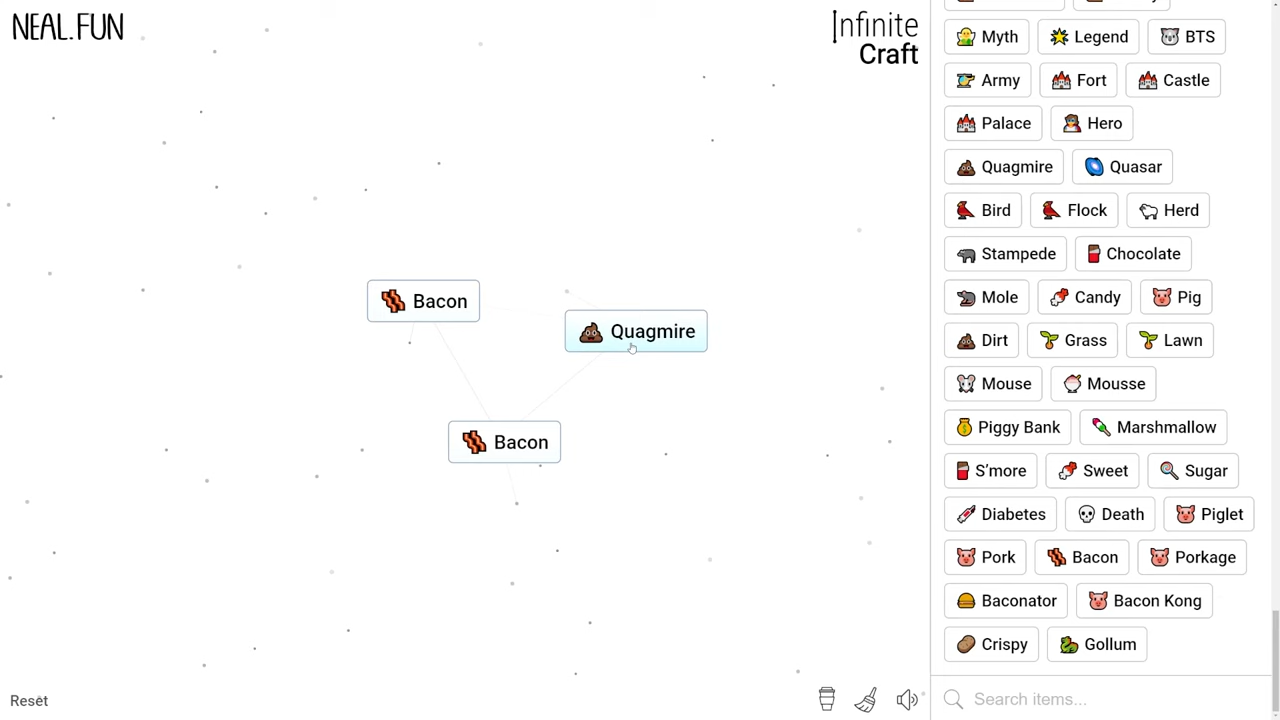 NEAL.FUN
Infinite
Craft
Bacon
Quagmire
Bacon
Reset
Myth Legend BTS
Army Fort Castle
Palace Hero
Quagmire Quasar
Bird Flock Herd
Stampede Chocolate
Mole Candy Pig
Dirt Grass Lawn
Mouse Mousse
Piggy Bank Marshmallow
S’more Sweet Sugar
Diabetes Death Piglet
Pork Bacon Porkage
Baconator Bacon Kong
Crispy Gollum
Search items...